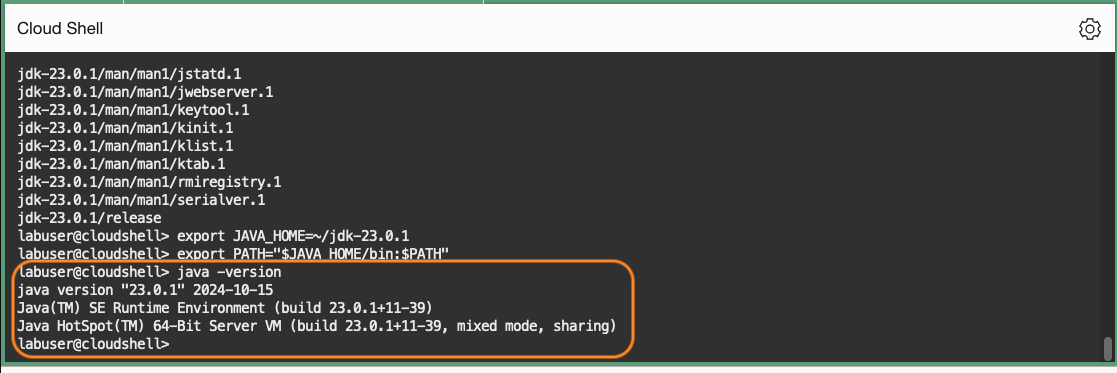 Cloud Shell
jdk-23.0.1/man/man1/jstatd.1
jdk-23.0.1/man/man1/jwebserver.1
jdk-23.0.1/man/man1/keytool.1
jdk-23.0.1/man/man1/kinit.1
jdk-23.0.1/man/man1/klist.1
jdk-23.0.1/man/man1/ktab.1
jdk-23.0.1/man/man1/rmiregistry.1
jdk-23.0.1/man/man1/serialver.1
jdk-23.0.1/release
labuser@cloudshell> export JAVA_HOME=~/jdk-23.0.1
labuser@cloudshell> export PATH="$JAVA_HOME/bin:$PATH"
labuser@cloudshell> java -version
java version "23.0.1" 2024-10-15
Java(TM) SE Runtime Environment (build 23.0.1+11-39)
Java HotSpot(TM) 64-Bit Server VM (build 23.0.1+11-39, mixed mode, sharing)
labuser@cloudshell>